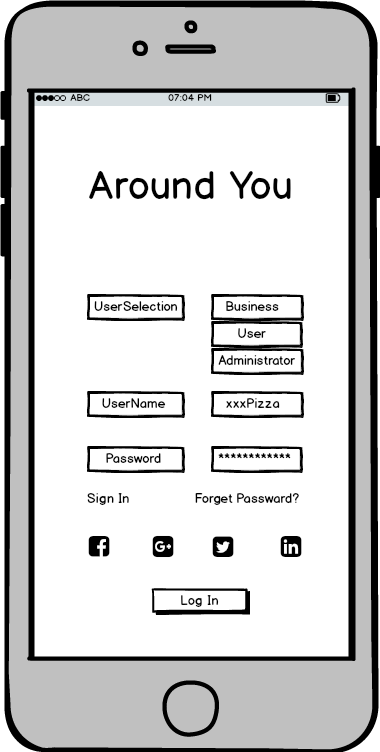 ABC 07:04 PM
Around You
UserSelection Business
User
Administrator
UserName xxxPizza
Password ************
Sign In Forget Passward?
Log In